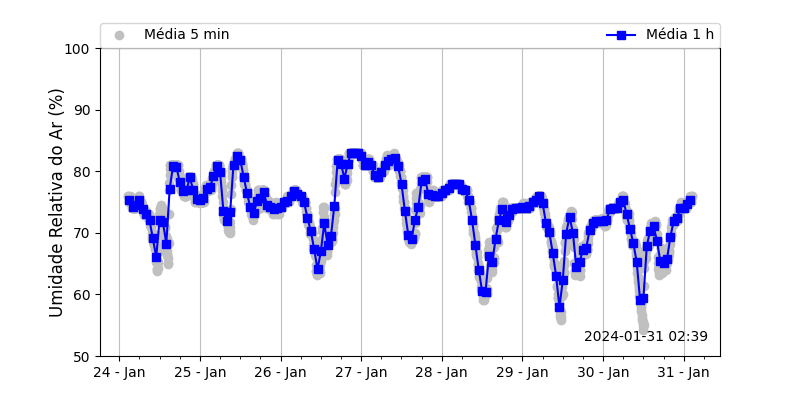 Média 5 min
Média 1 h
100
90
80
70
60
50
Umidade Relativa do Ar (%)
2024-01-31 02:39
24 - Jan
25 - Jan
26 - Jan
27 - Jan
28 - Jan
29 - Jan
30 - Jan
31 - Jan